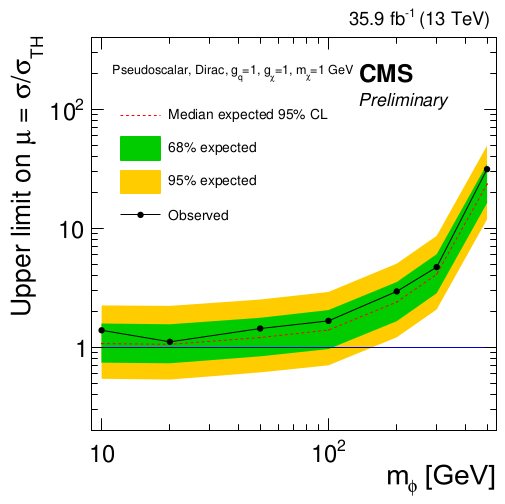 35.9 fb⁻¹ (13 TeV)
Pseudoscalar, Dirac, g_q=1, g_χ=1, m_χ=1 GeV
CMS
Preliminary
Median expected 95% CL
68% expected
95% expected
Observed
Upper limit on μ = σ/σ_TH
10²
10
1
10
10²
m_ϕ [GeV]